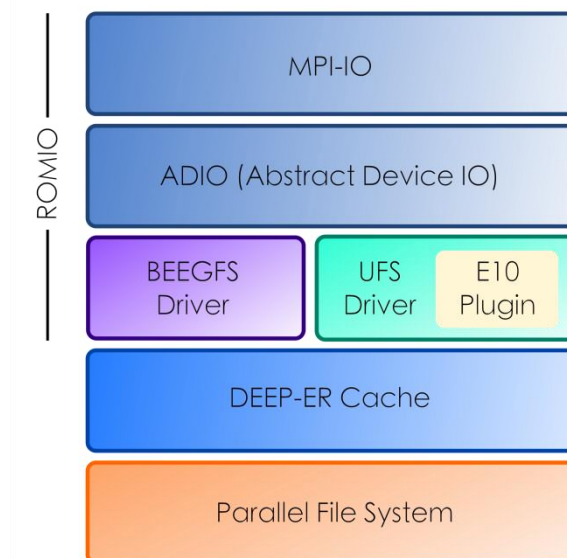 ROMIO
MPI-IO
ADIO (Abstract Device IO)
BEEGFS
Driver
UFS
Driver
E10
Plugin
DEEP-ER Cache
Parallel File System